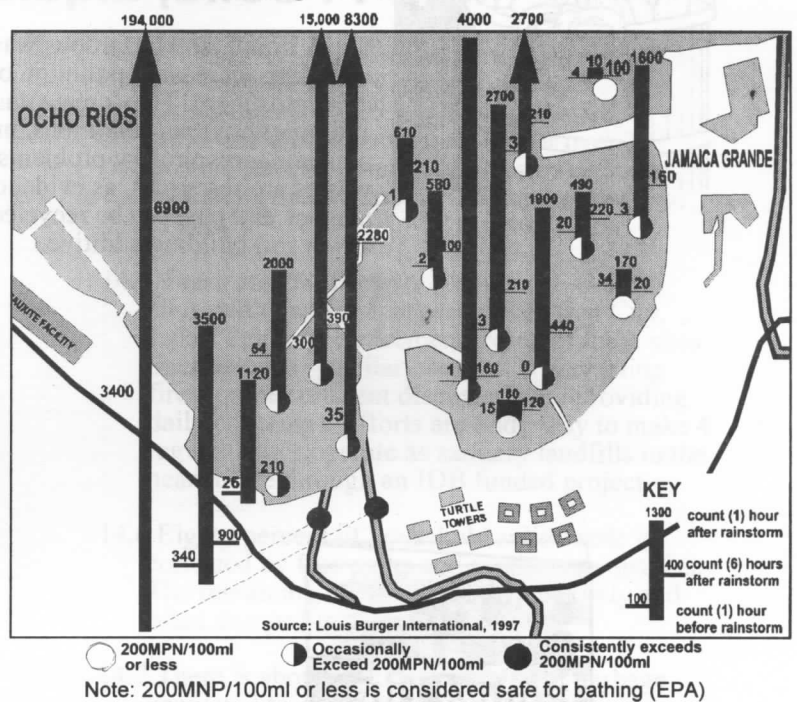 194,000
15,000 8300
4000
2700
10
4 100
1600
OCHO RIOS
2700
210
JAMAICA GRANDE
610
3
210
160
580
490
1
1900
6900
20 220
3
2280
100
170
2
34 20
2000
210
390
3500
300
3
440
54
1120
1 160
0
3400
180
35
15 120
210
26
KEY
1300
TURTLE
TOWERS
count (1) hour
after rainstorm
900
400 count (6) hours
after rainstorm
340
100
count (1) hour
before rainstorm
Source: Louis Burger International, 1997
200MPN/100ml
or less
Occasionally
Exceed 200MPN/100ml
Consistently exceeds
200MPN/100ml
Note: 200MNP/100ml or less is considered safe for bathing (EPA)